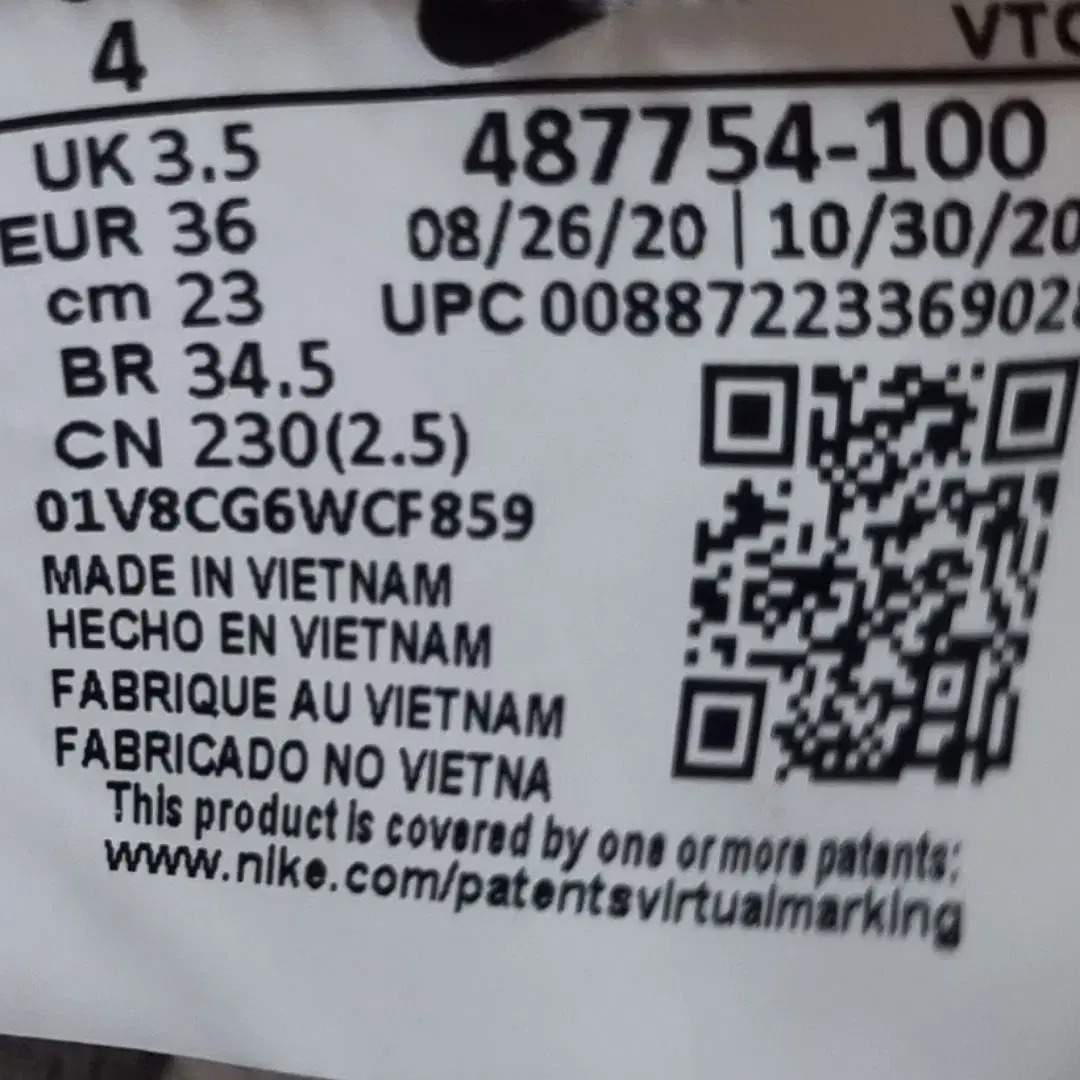 4
VTC
UK 3.5
487754-100
EUR 36
08/26/20 | 10/30/20
cm 23
UPC 00887223369028
BR 34.5
CN 230(2.5)
01V8CG6WCF859
MADE IN VIETNAM
HECHO EN VIETNAM
FABRIQUE AU VIETNAM
FABRICADO NO VIETNA
This product is covered by one or more patents:
www.nike.com/patentsvirtualmarking